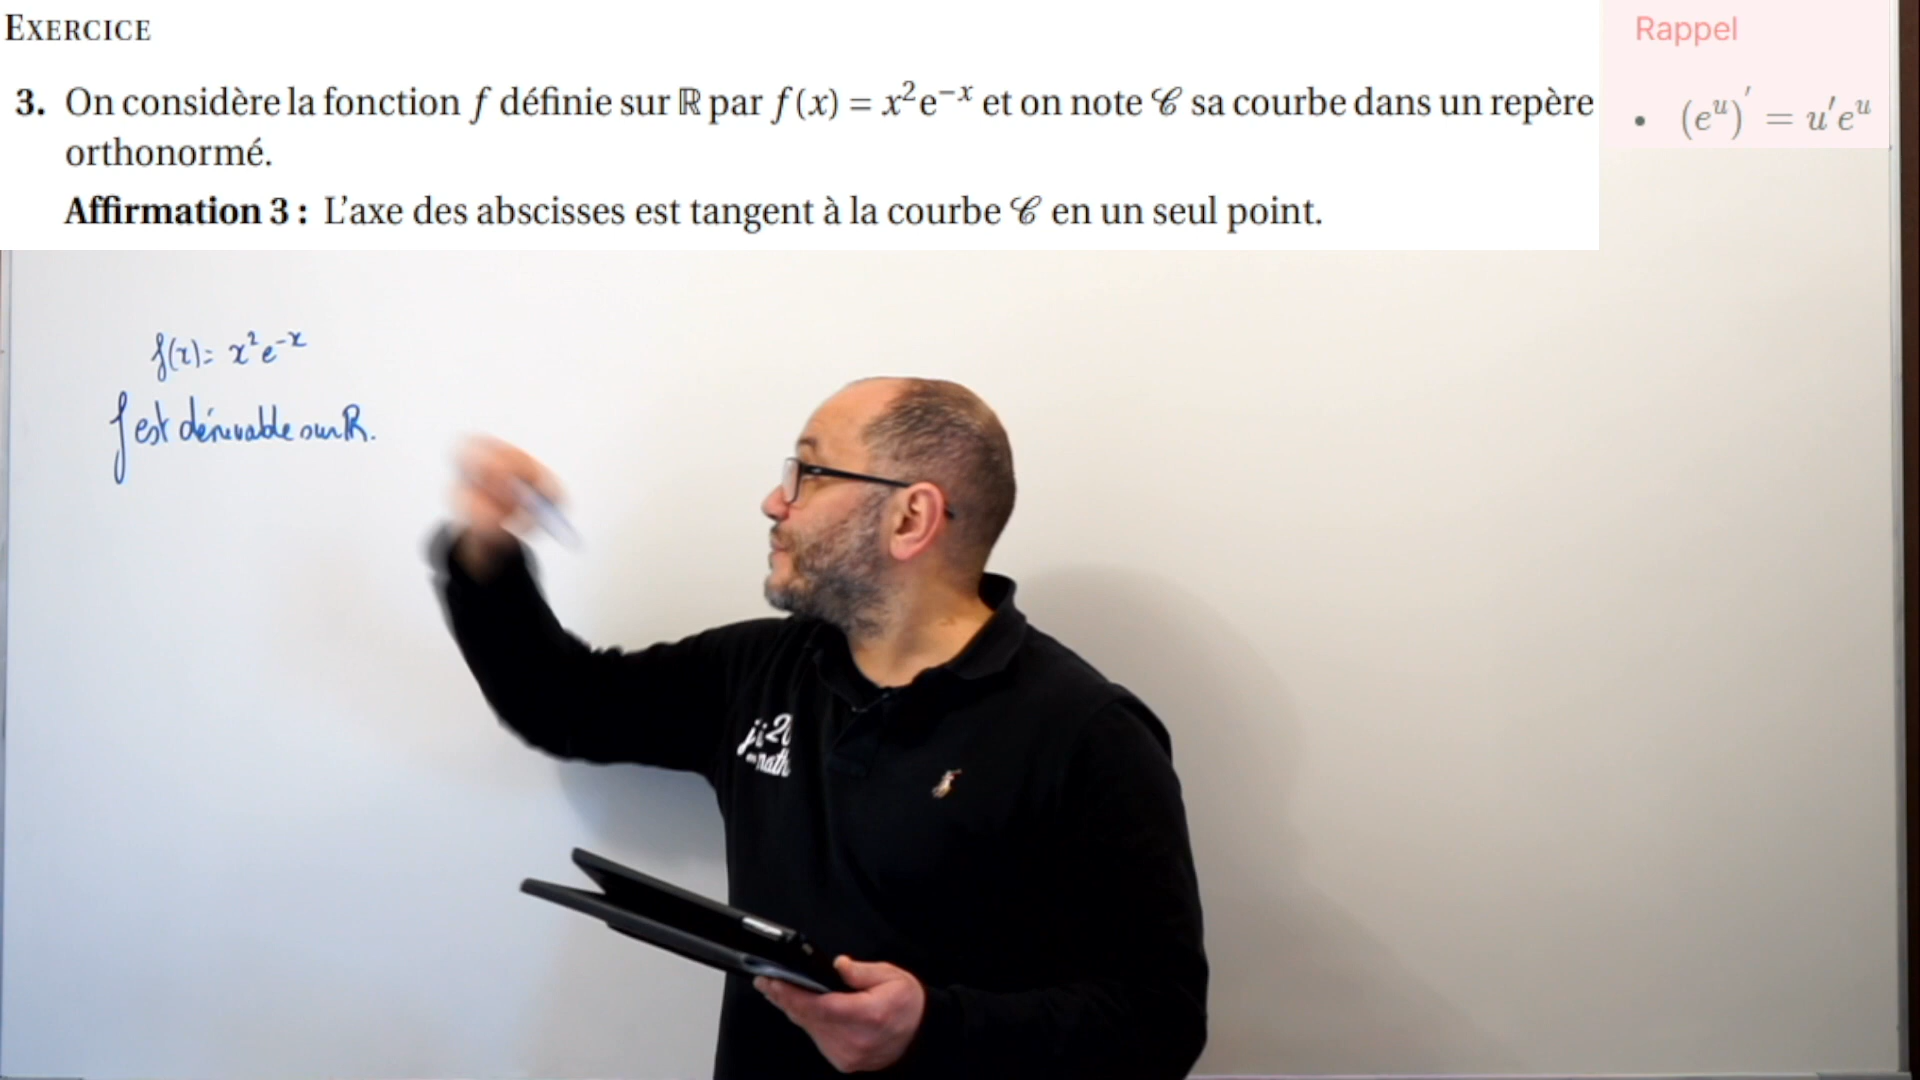 EXERCICE
3. On considère la fonction f définie sur ℝ par f(x) = x²e⁻ˣ et on note 𝒞 sa courbe dans un repère
orthonormé.
Affirmation 3 : L'axe des abscisses est tangent à la courbe 𝒞 en un seul point.
Rappel
• (eᵘ)′ = u′eᵘ
f(x) = x²e⁻ˣ
f est dérivable sur ℝ.